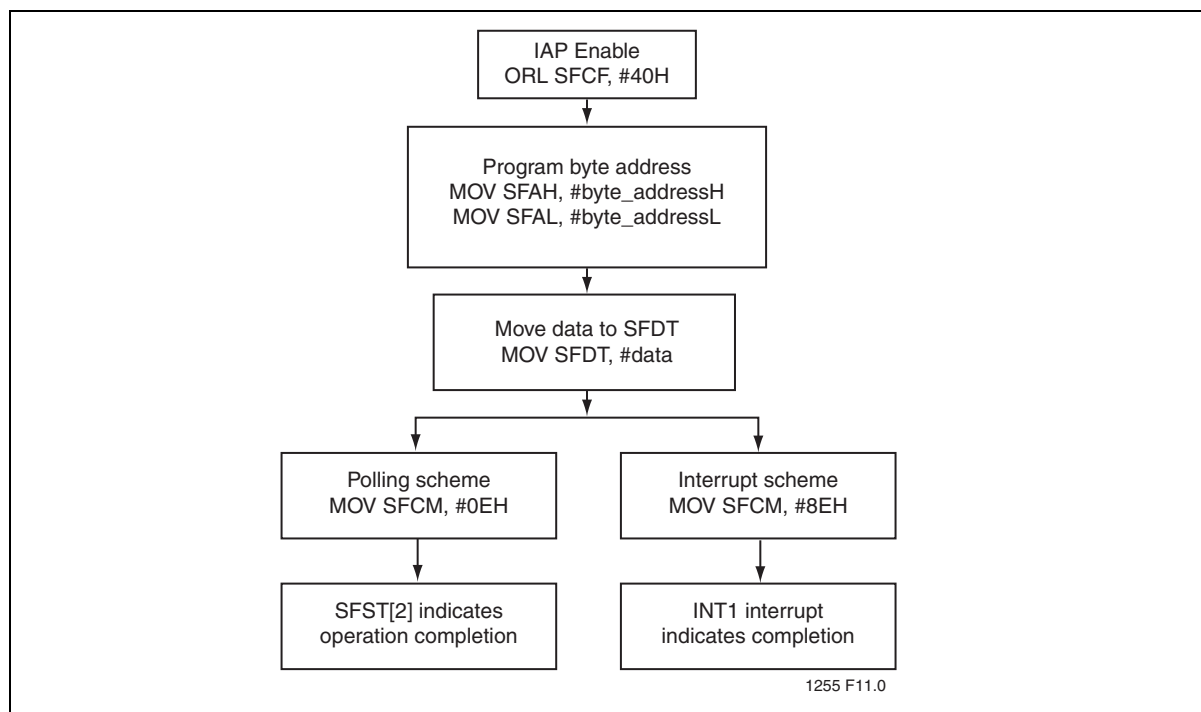 IAP Enable
ORL SFCF, #40H
Program byte address
MOV SFAH, #byte_addressH
MOV SFAL, #byte_addressL
Move data to SFDT
MOV SFDT, #data
Polling scheme
MOV SFCM, #0EH
Interrupt scheme
MOV SFCM, #8EH
SFST[2] indicates
operation completion
INT1 interrupt
indicates completion
1255 F11.0